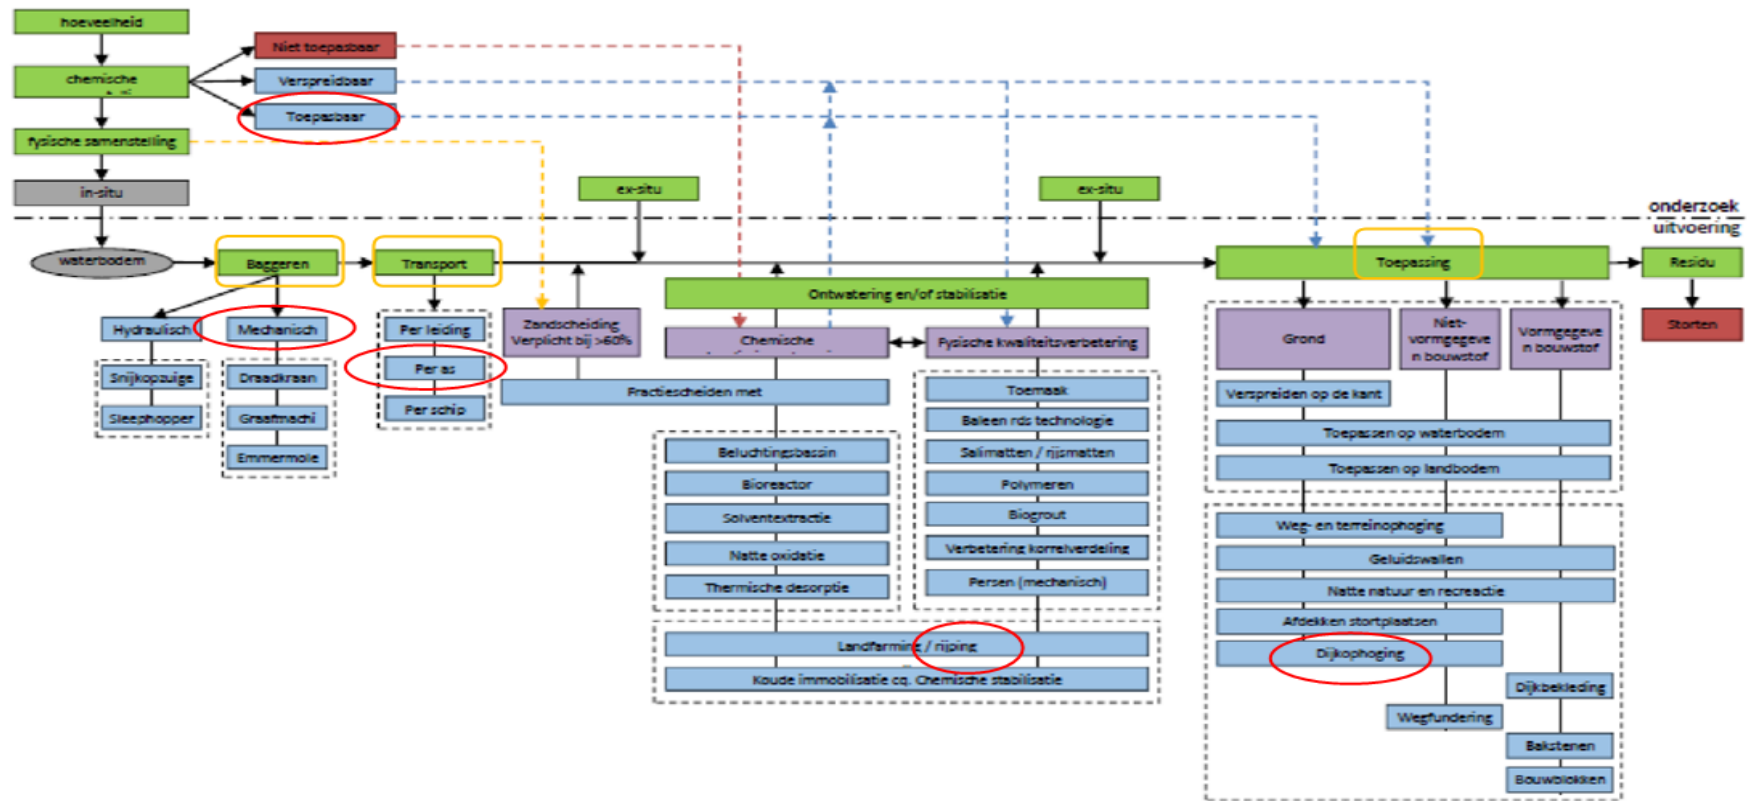 hoeveelheid
Niet toepasbaar
chemische
Verspreidbaar
Toepasbaar
fysische samenstelling
in-situ
ex-situ
ex-situ
onderzoek
uitvoering
waterbodem
Baggeren
Transport
Toepassing
Residu
Ontwatering en/of stabilisatie
Hydraulisch
Mechanisch
Per leiding
Zandscheiding
Verplicht bij >60%
Chemische
Fysische kwaliteitsverbetering
Grond
Niet-
vormgegeve
n bouwstof
Vormgegeve
n bouwstof
Storten
Snijkopzuige
Draadkraan
Per as
Fractiescheiden met
Toemaak
Verspreiden op de kant
Sleephopper
Graafmachi
Per schip
Baleen rds technologie
Toepassen op waterbodem
Emmermole
Beluchtingsbassin
Salimatten / rijsmatten
Toepassen op landbodem
Bioreactor
Polymeren
Solventextractie
Biogrout
Weg- en terreinophoging
Natte oxidatie
Verbetering korrelverdeling
Geluidswallen
Thermische desorptie
Persen (mechanisch)
Natte natuur en recreactie
Afdekken stortplaatsen
Landfarming / rijping
Dijkophoging
Koude immobilisatie cq. Chemische stabilisatie
Dijkbekleding
Wegfundering
Bakstenen
Bouwblokken